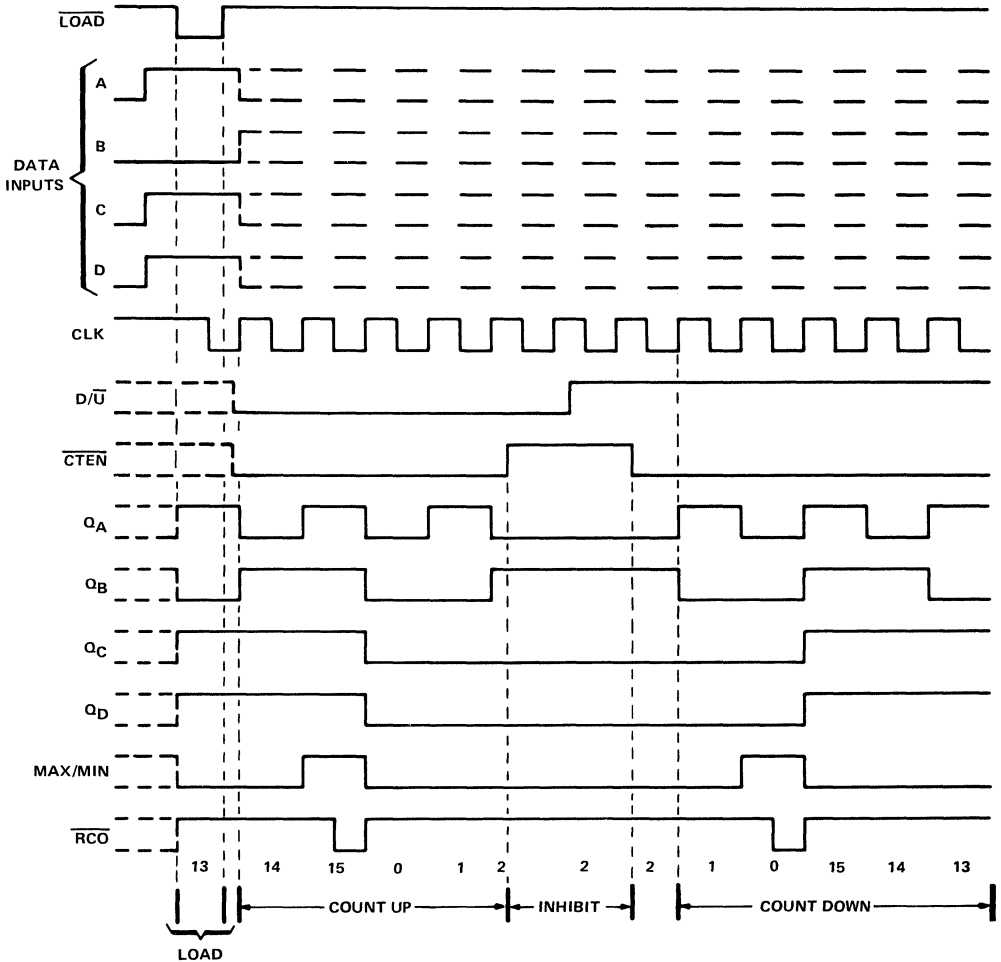 LOAD
A
B
DATA
INPUTS
C
D
CLK
D/U
CTEN
QA
QB
QC
QD
MAX/MIN
RCO
13 14 15 0 1 2 2 2 1 0 15 14 13
COUNT UP INHIBIT COUNT DOWN
LOAD